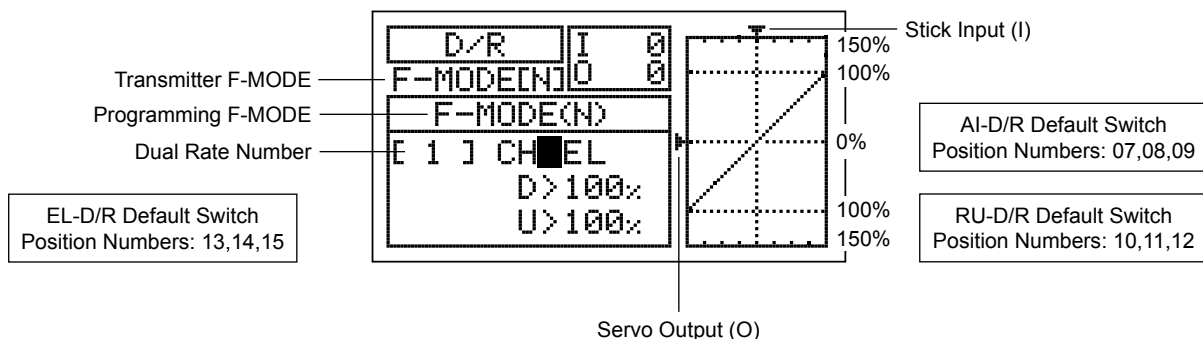 D/R
I 0
O 0
F-MODE[N]
F-MODE(N)
[ 1 ] CH EL
D>100%
U>100%
Transmitter F-MODE
Programming F-MODE
Dual Rate Number
EL-D/R Default Switch
Position Numbers: 13,14,15
150%
100%
0%
100%
150%
Stick Input (I)
AI-D/R Default Switch
Position Numbers: 07,08,09
RU-D/R Default Switch
Position Numbers: 10,11,12
Servo Output (O)